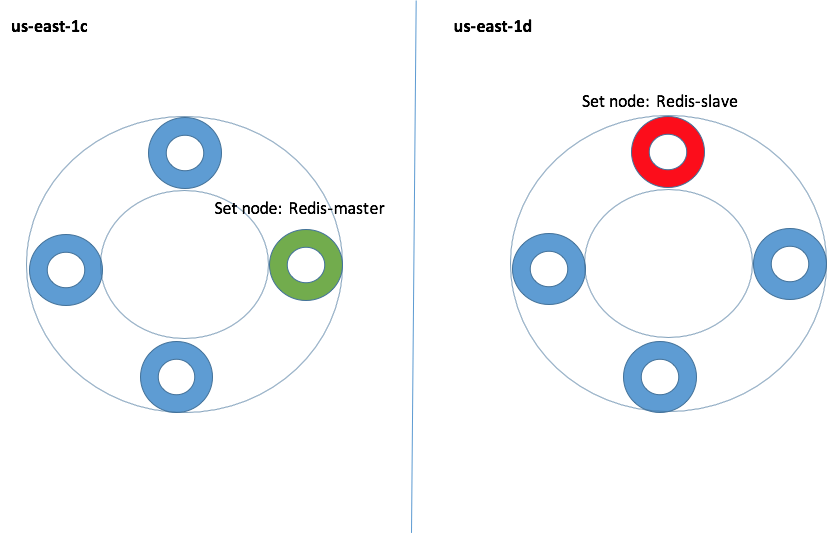 us-east-1c
us-east-1d
Set node: Redis-slave
Set node: Redis-master